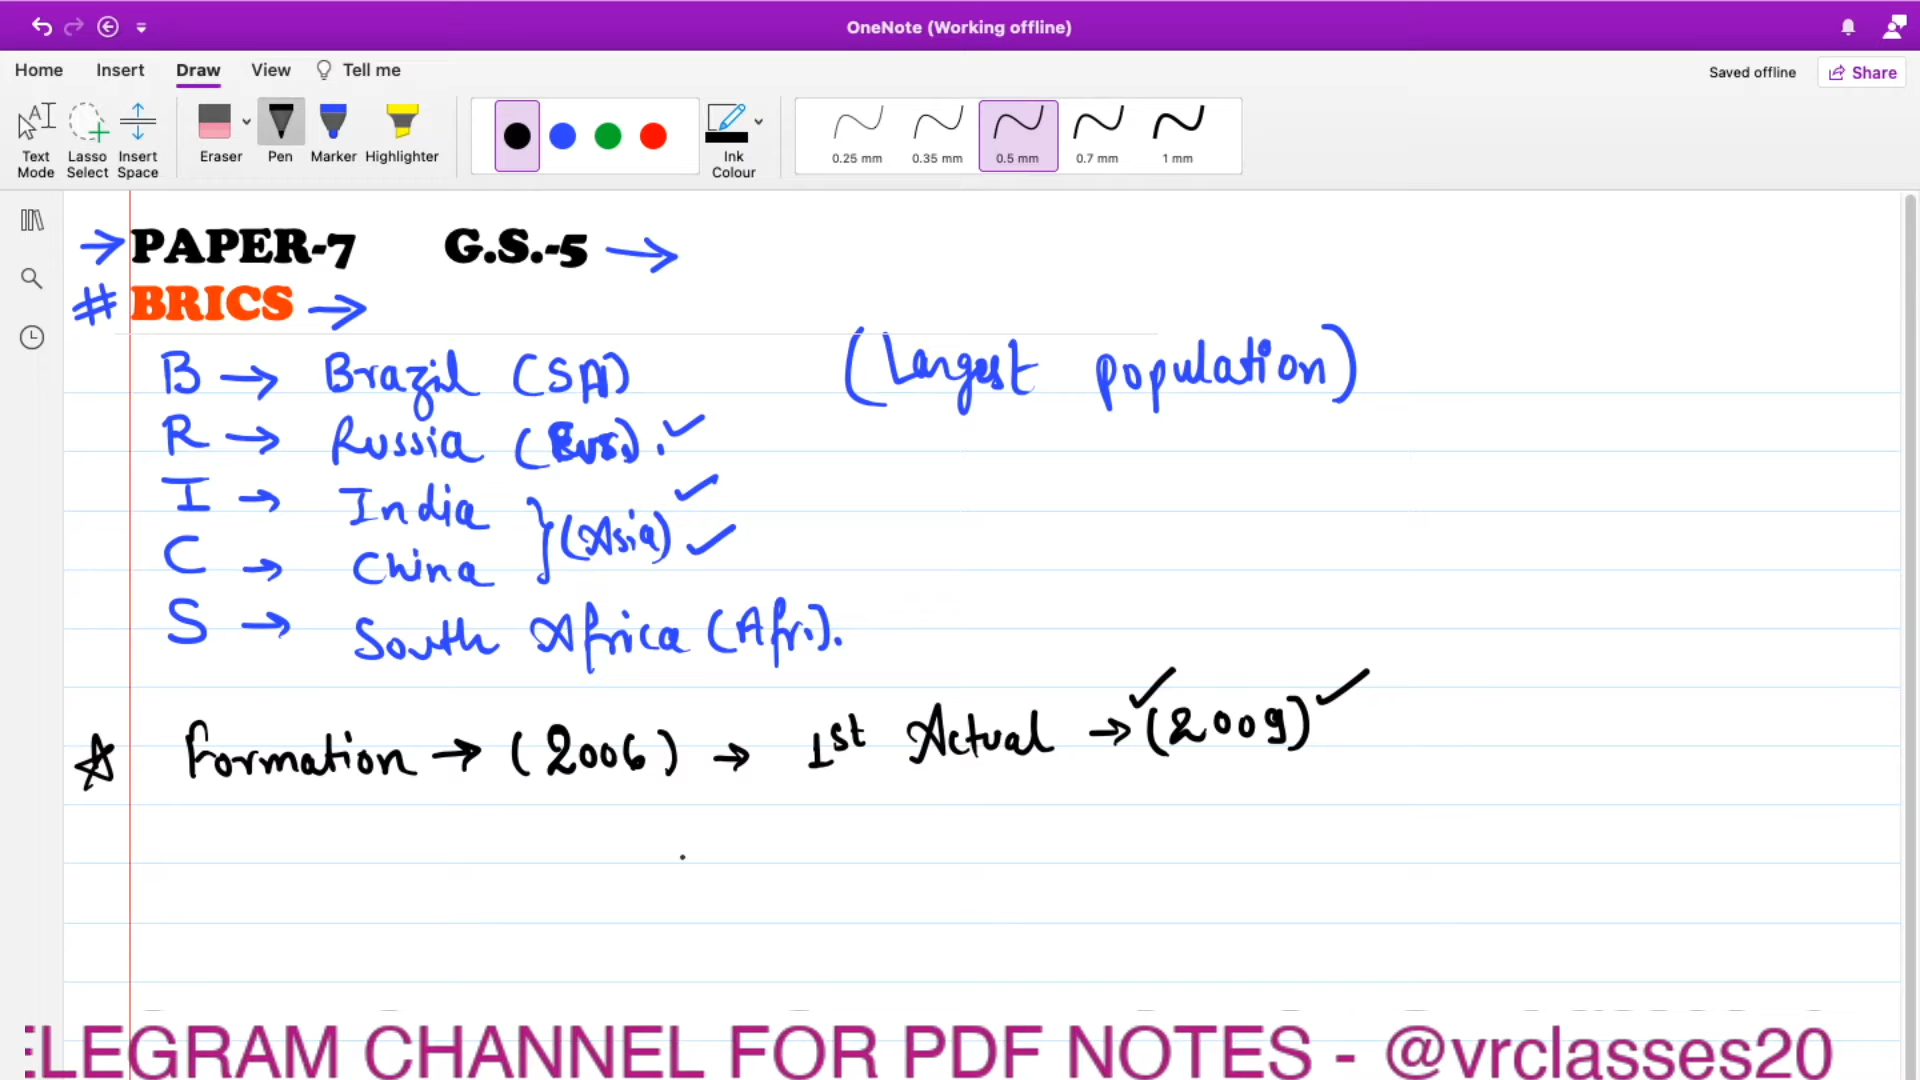 OneNote (Working offline)
Home Insert Draw View Tell me
Saved offline Share
Text Mode
Lasso Select
Insert Space
Eraser
Pen
Marker
Highlighter
Ink Colour
0.25 mm 0.35 mm 0.5 mm 0.7 mm 1 mm
→ PAPER-7 G.S.-5 →
# BRICS →
B → Brazil (SA) (Largest population)
R → Russia
I → India
C → China } (Asia)
S → South Africa (Afri).
☆ Formation → (2006) → 1st Actual → (2009)
ELEGRAM CHANNEL FOR PDF NOTES - @vrclasses20